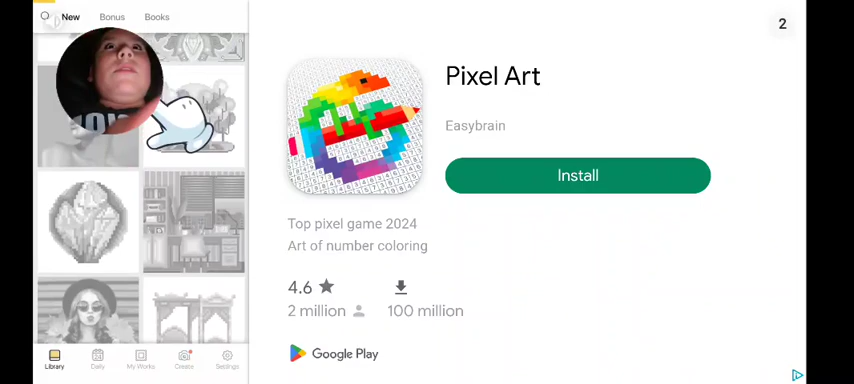 New Bonus Books
2
Pixel Art
Easybrain
Install
Top pixel game 2024
Art of number coloring
4.6
2 million 100 million
Google Play
Library Daily My Works Create Settings